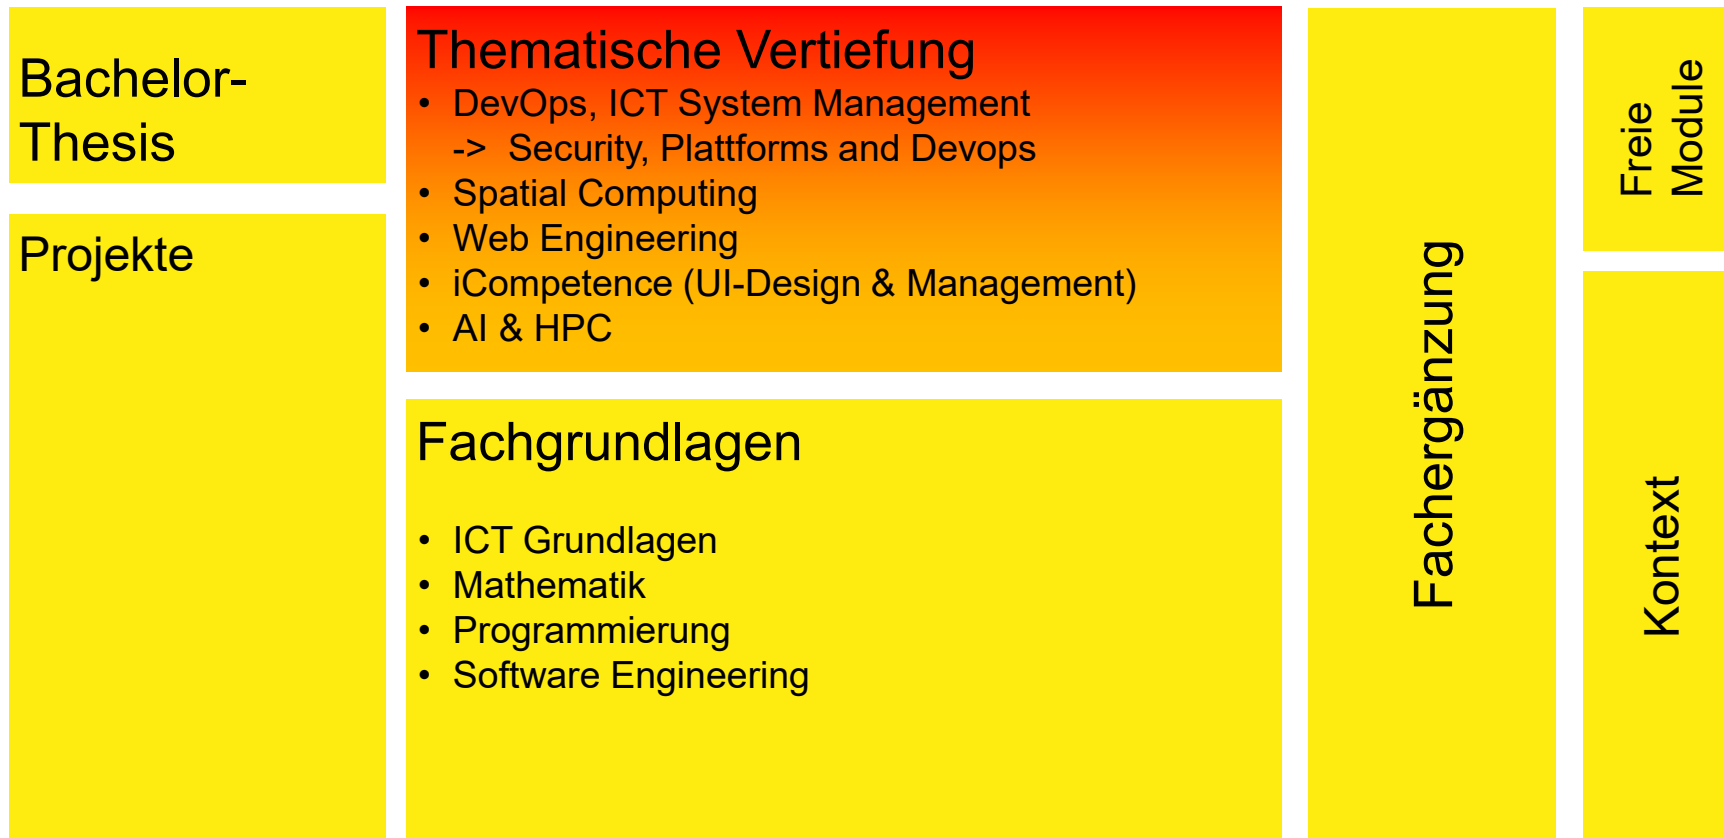 Bachelor-
Thesis
Projekte
Thematische Vertiefung
• DevOps, ICT System Management
-> Security, Plattforms and Devops
• Spatial Computing
• Web Engineering
• iCompetence (UI-Design & Management)
• AI & HPC
Fachgrundlagen
• ICT Grundlagen
• Mathematik
• Programmierung
• Software Engineering
Fachergänzung
Freie
Module
Kontext